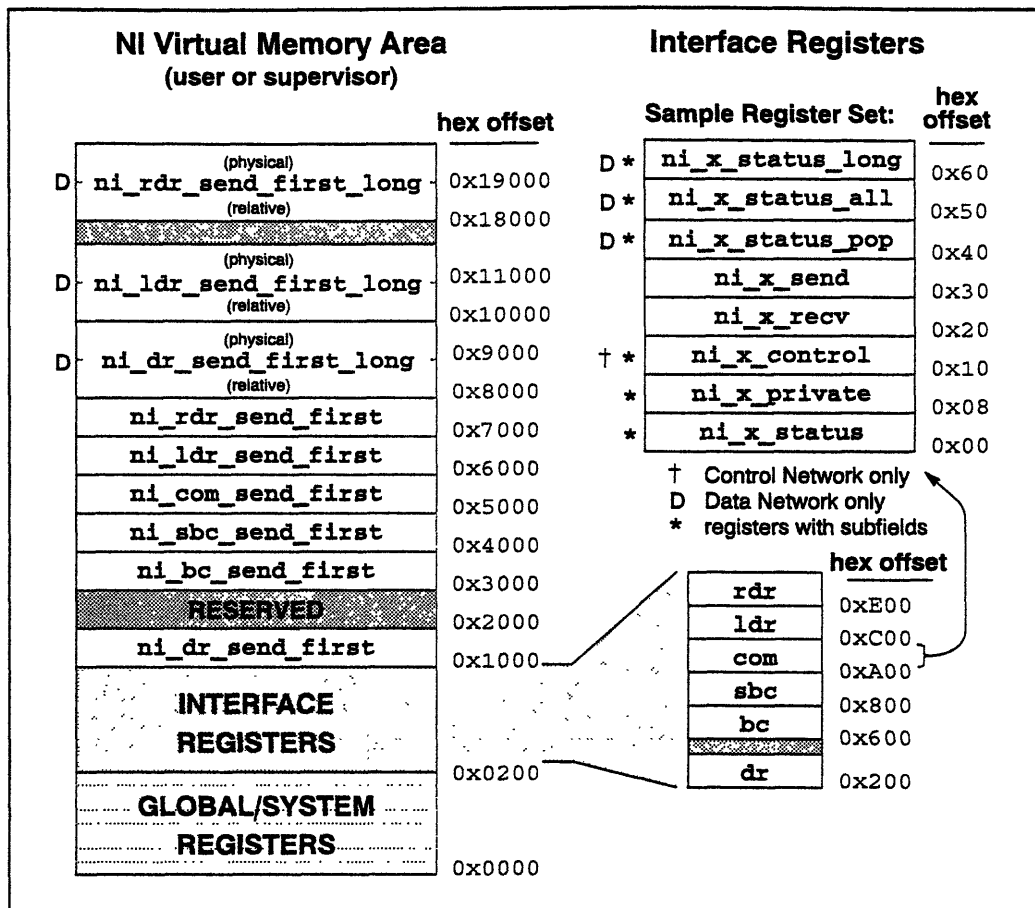 NI Virtual Memory Area
(user or supervisor)
hex offset
(physical)
D ni_rdr_send_first_long 0x19000
(relative) 0x18000
(physical)
D ni_ldr_send_first_long 0x11000
(relative) 0x10000
(physical)
D ni_dr_send_first_long 0x9000
(relative) 0x8000
ni_rdr_send_first 0x7000
ni_ldr_send_first 0x6000
ni_com_send_first 0x5000
ni_sbc_send_first 0x4000
ni_bc_send_first 0x3000
RESERVED 0x2000
ni_dr_send_first 0x1000
INTERFACE
REGISTERS 0x0200
GLOBAL/SYSTEM
REGISTERS
0x0000
Interface Registers
Sample Register Set:
hex
offset
D * ni_x_status_long 0x60
D * ni_x_status_all 0x50
D * ni_x_status_pop 0x40
ni_x_send 0x30
ni_x_recv 0x20
† * ni_x_control 0x10
* ni_x_private 0x08
* ni_x_status 0x00
† Control Network only
D Data Network only
* registers with subfields
hex offset
rdr 0xE00
ldr 0xC00
com 0xA00
sbc 0x800
bc 0x600
dr 0x200